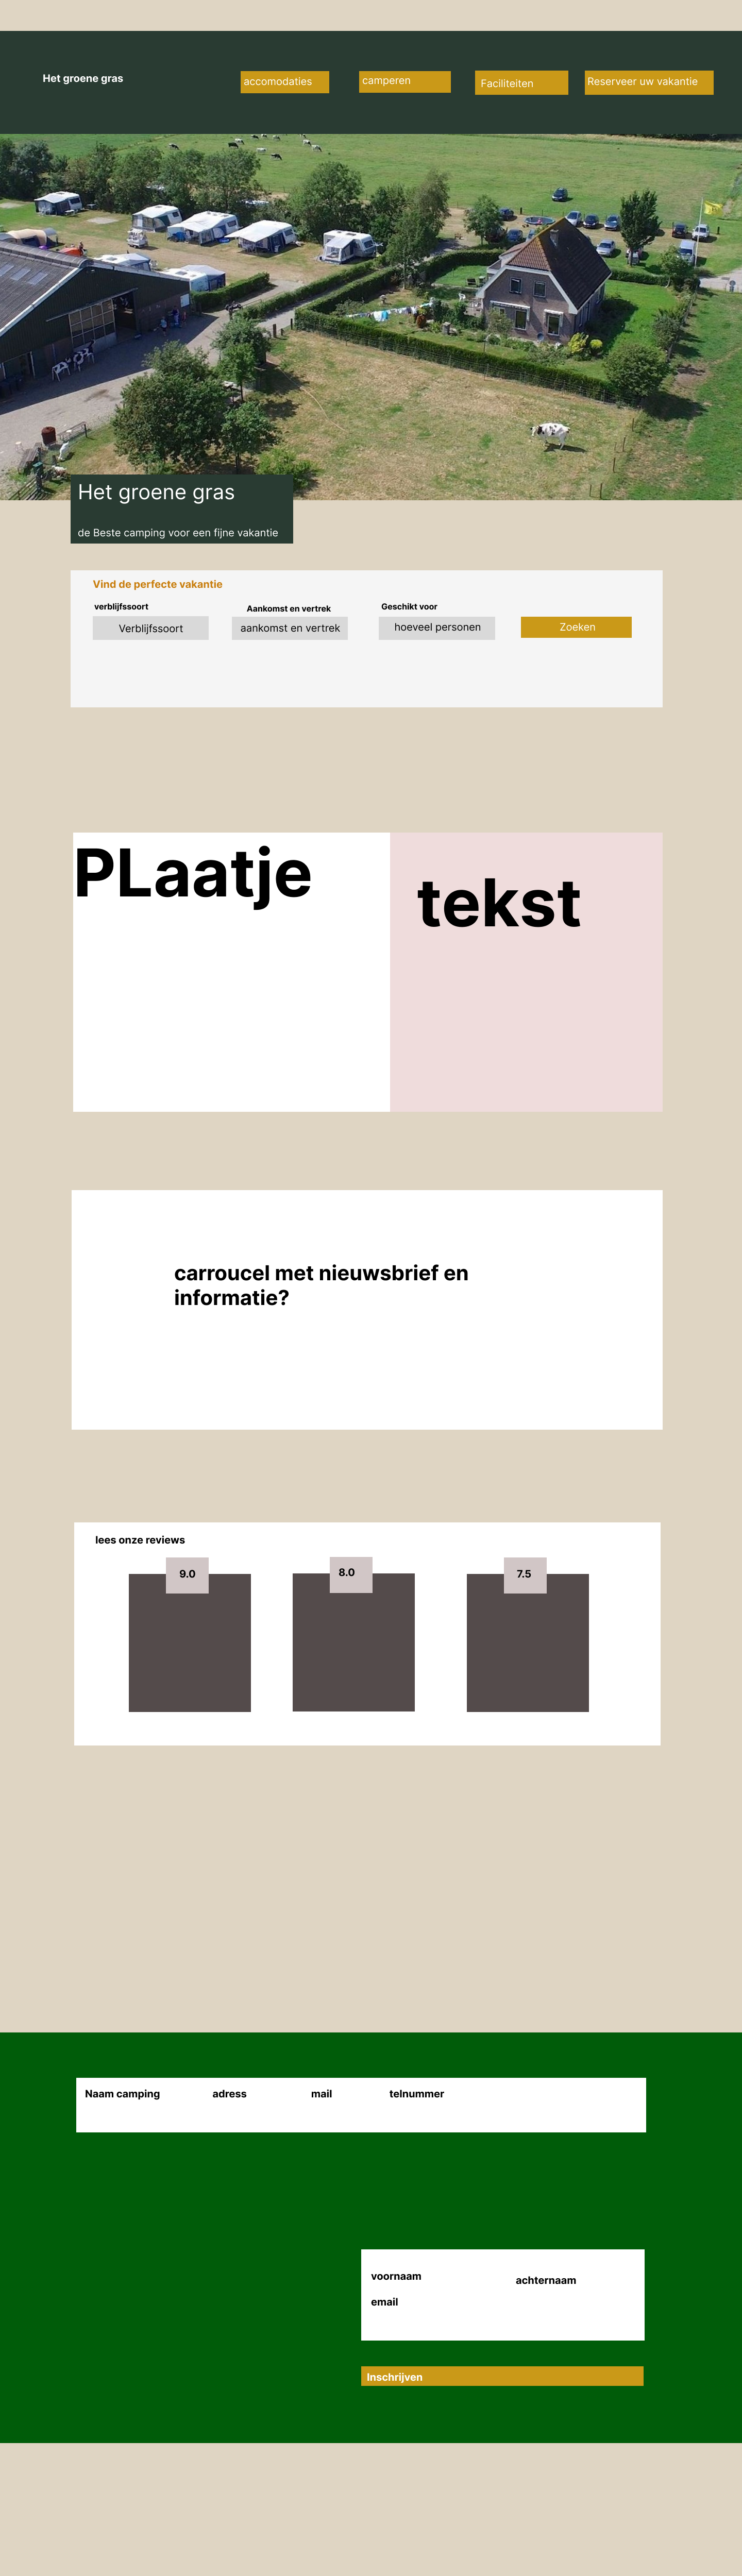 Het groene gras
accomodaties
camperen
Faciliteiten
Reserveer uw vakantie
Het groene gras
de Beste camping voor een fijne vakantie
Vind de perfecte vakantie
verblijfssoort
Aankomst en vertrek
Geschikt voor
Verblijfssoort
aankomst en vertrek
hoeveel personen
Zoeken
PLaatje
tekst
carroucel met nieuwsbrief en
informatie?
lees onze reviews
9.0
8.0
7.5
Naam camping
adress
mail
telnummer
voornaam
achternaam
email
Inschrijven